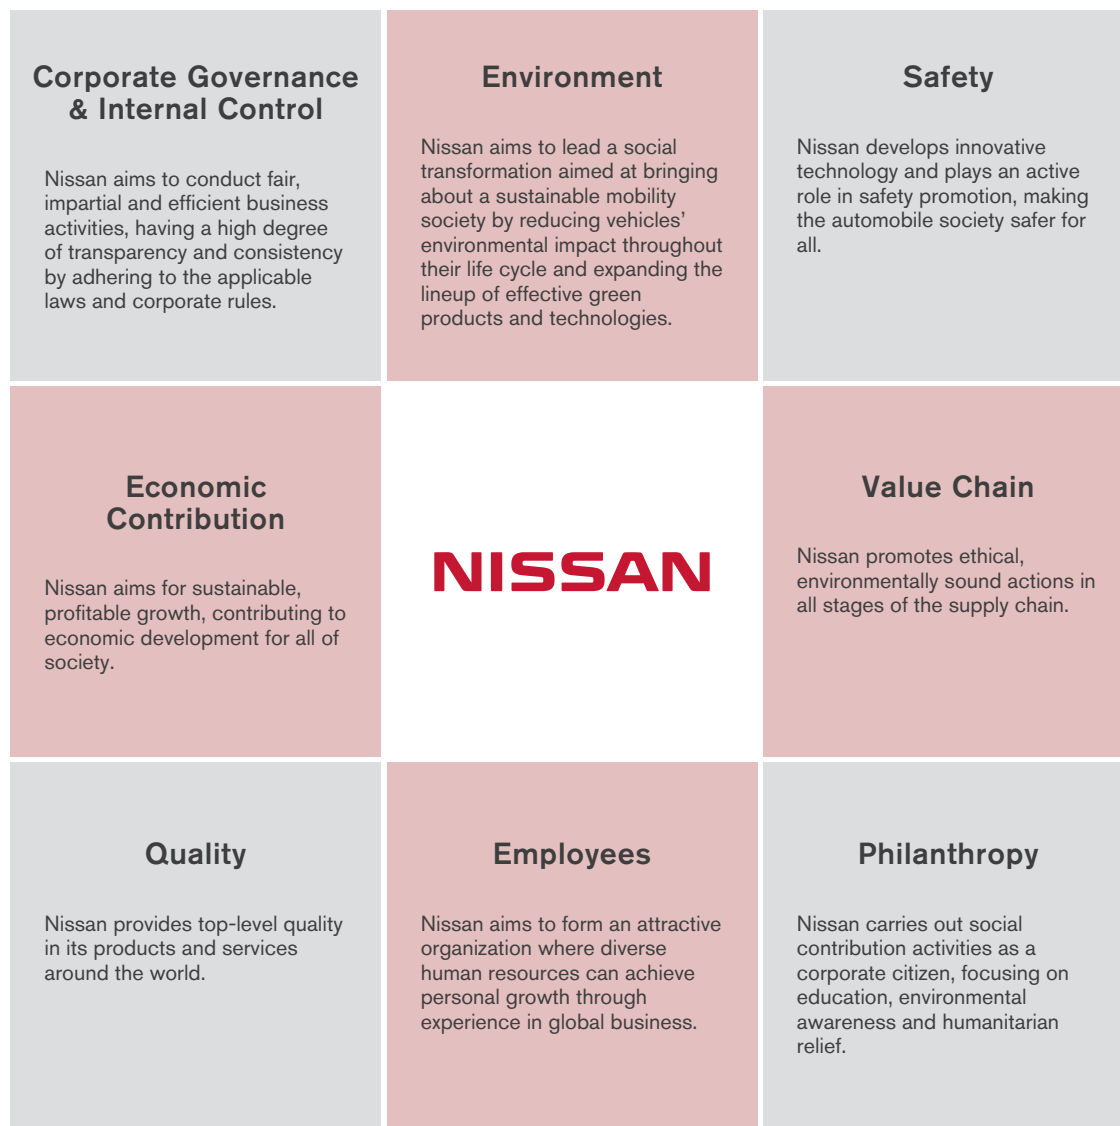 Corporate Governance
& Internal Control
Nissan aims to conduct fair,
impartial and efficient business
activities, having a high degree
of transparency and consistency
by adhering to the applicable
laws and corporate rules.
Environment
Nissan aims to lead a social
transformation aimed at bringing
about a sustainable mobility
society by reducing vehicles’
environmental impact throughout
their life cycle and expanding the
lineup of effective green
products and technologies.
Safety
Nissan develops innovative
technology and plays an active
role in safety promotion, making
the automobile society safer for
all.
Economic
Contribution
Nissan aims for sustainable,
profitable growth, contributing to
economic development for all of
society.
NISSAN
Value Chain
Nissan promotes ethical,
environmentally sound actions in
all stages of the supply chain.
Quality
Nissan provides top-level quality
in its products and services
around the world.
Employees
Nissan aims to form an attractive
organization where diverse
human resources can achieve
personal growth through
experience in global business.
Philanthropy
Nissan carries out social
contribution activities as a
corporate citizen, focusing on
education, environmental
awareness and humanitarian
relief.